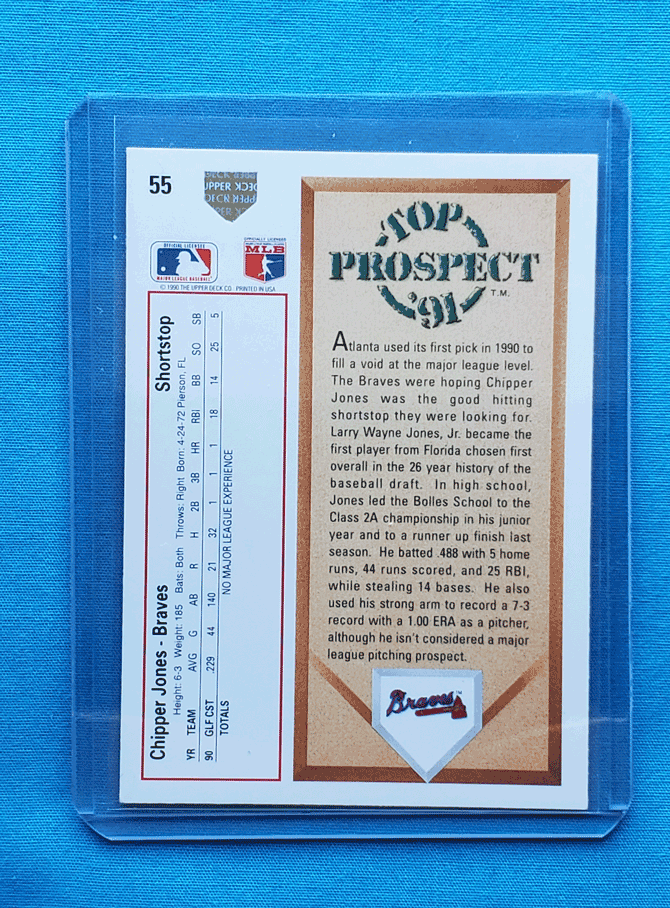 55
UPPER DECK
OFFICIAL LICENSEE
MAJOR LEAGUE BASEBALL
OFFICIALLY LICENSED
MLB
© 1990 THE UPPER DECK CO. PRINTED IN USA
Chipper Jones - Braves Shortstop
Height: 6-3 Weight: 185 Bats: Both Throws: Right Born: 4-24-72 Pierson, FL
YR TEAM AVG G AB R H 2B 3B HR RBI BB SO SB
90 GLF CST .229 44 140 21 32 1 1 1 18 14 25 5
TOTALS NO MAJOR LEAGUE EXPERIENCE
TOP
PROSPECT
'91
T.M.
Atlanta used its first pick in 1990 to
fill a void at the major league level.
The Braves were hoping Chipper
Jones was the good hitting
shortstop they were looking for.
Larry Wayne Jones, Jr. became the
first player from Florida chosen first
overall in the 26 year history of the
baseball draft. In high school,
Jones led the Bolles School to the
Class 2A championship in his junior
year and to a runner up finish last
season. He batted .488 with 5 home
runs, 44 runs scored, and 25 RBI,
while stealing 14 bases. He also
used his strong arm to record a 7-3
record with a 1.00 ERA as a pitcher,
although he isn't considered a major
league pitching prospect.
Braves